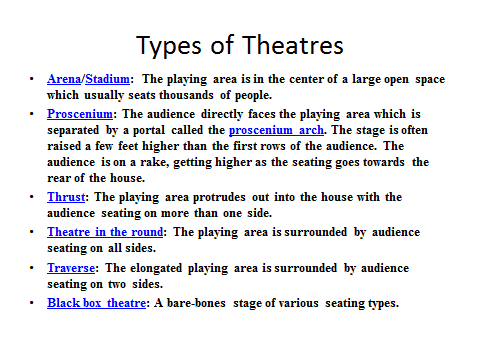 Types of Theatres
• Arena/Stadium: The playing area is in the center of a large open space
which usually seats thousands of people.
• Proscenium: The audience directly faces the playing area which is
separated by a portal called the proscenium arch. The stage is often
raised a few feet higher than the first rows of the audience. The
audience is on a rake, getting higher as the seating goes towards the
rear of the house.
• Thrust: The playing area protrudes out into the house with the
audience seating on more than one side.
• Theatre in the round: The playing area is surrounded by audience
seating on all sides.
• Traverse: The elongated playing area is surrounded by audience
seating on two sides.
• Black box theatre: A bare-bones stage of various seating types.